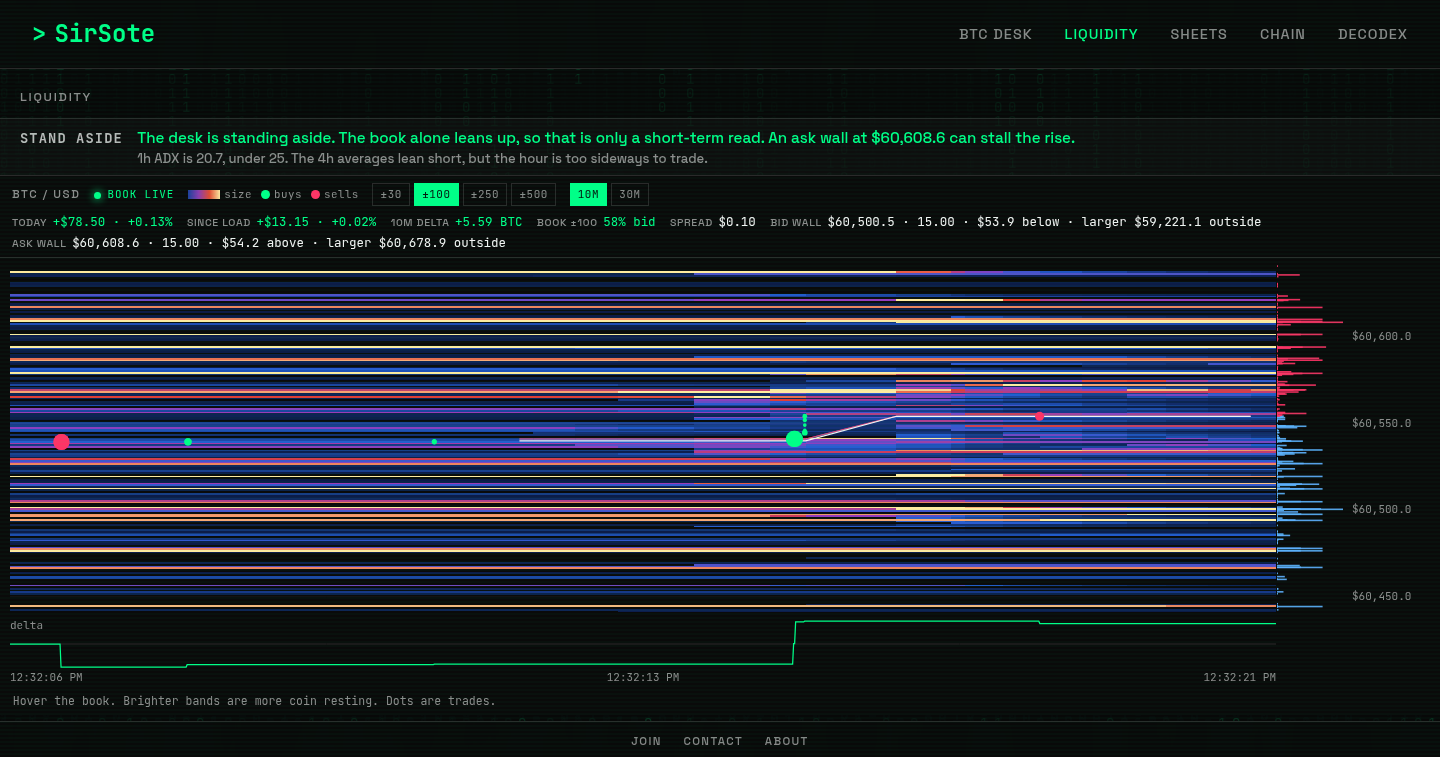 > SirSote
BTC DESK LIQUIDITY SHEETS CHAIN DECODEX
LIQUIDITY
STAND ASIDE The desk is standing aside. The book alone leans up, so that is only a short-term read. An ask wall at $60,608.6 can stall the rise.
1h ADX is 20.7, under 25. The 4h averages lean short, but the hour is too sideways to trade.
BTC / USD BOOK LIVE size buys sells ±30 ±100 ±250 ±500 10M 30M
TODAY +$78.50 · +0.13% SINCE LOAD +$13.15 · +0.02% 10M DELTA +5.59 BTC BOOK ±100 58% bid SPREAD $0.10 BID WALL $60,500.5 · 15.00 · $53.9 below · larger $59,221.1 outside
ASK WALL $60,608.6 · 15.00 · $54.2 above · larger $60,678.9 outside
$60,600.0
$60,550.0
$60,500.0
$60,450.0
delta
12:32:06 PM 12:32:13 PM 12:32:21 PM
Hover the book. Brighter bands are more coin resting. Dots are trades.
JOIN CONTACT ABOUT